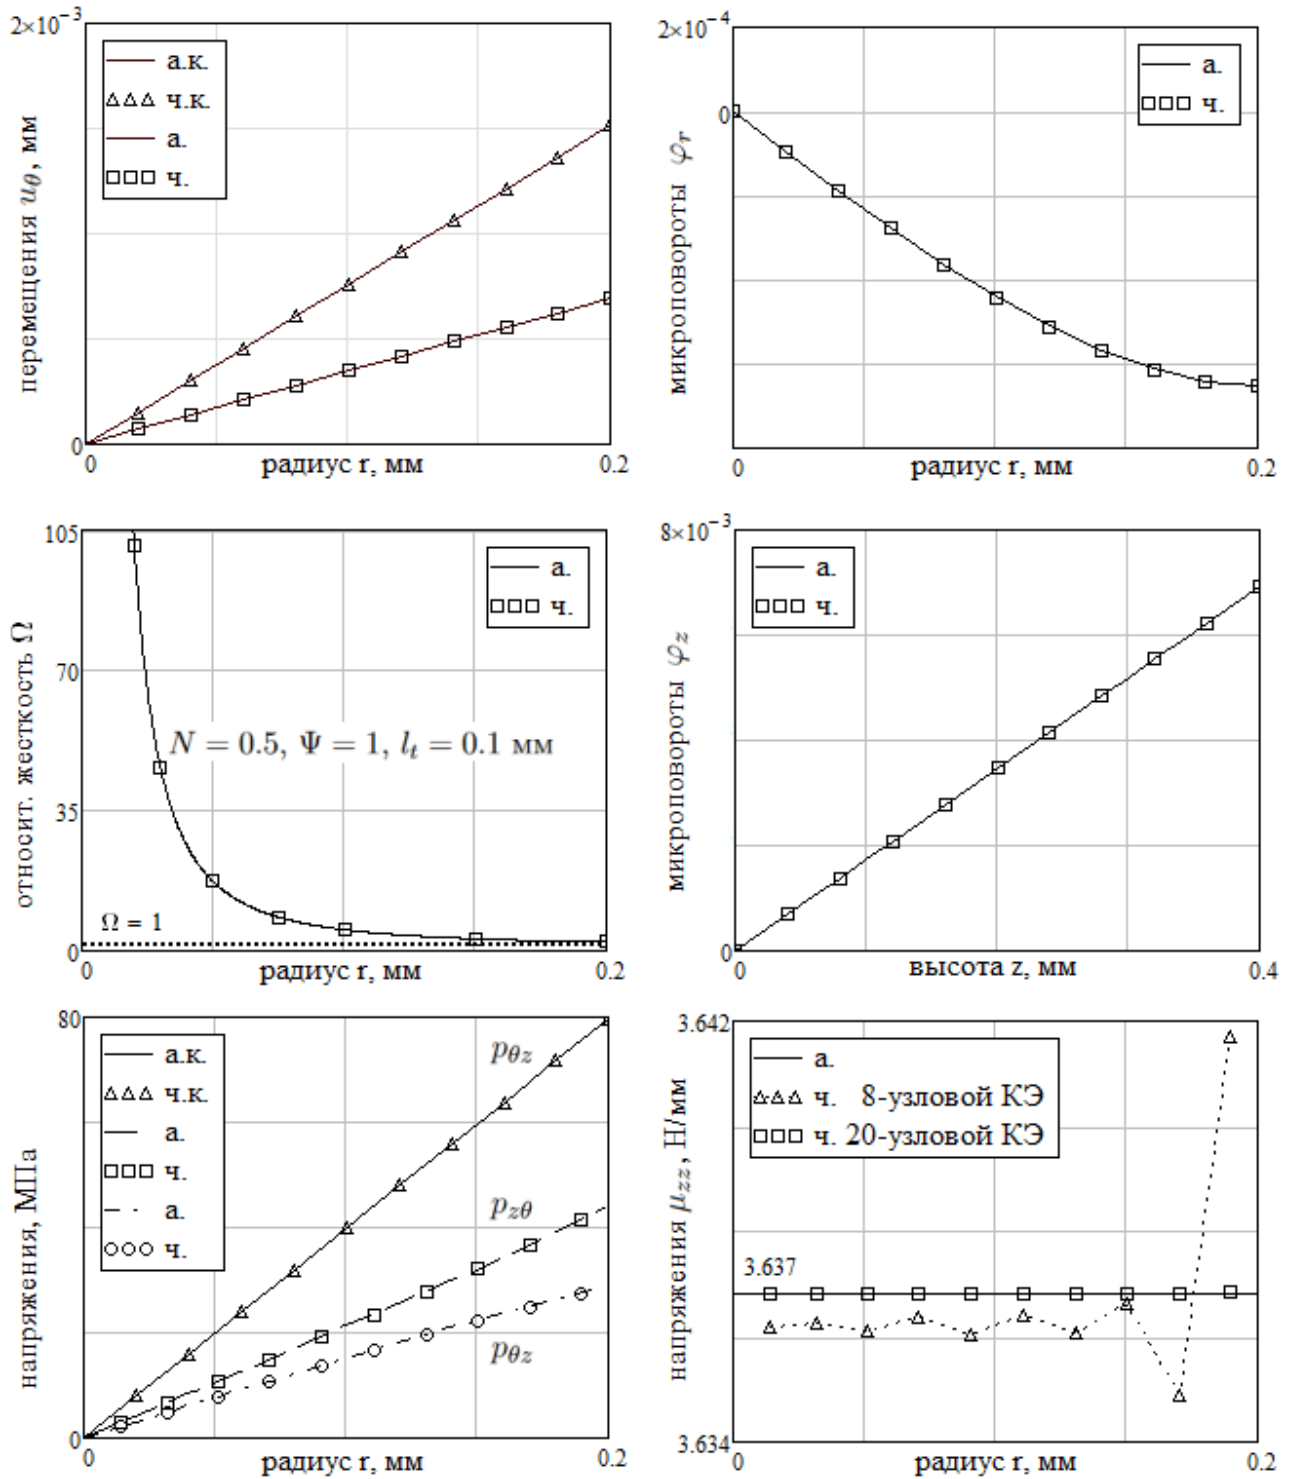 2×10⁻³
а.к.
ч.к.
а.
ч.
перемещения u_θ, мм
0
0
радиус r, мм
0.2
2×10⁻⁴
а.
ч.
0
микроповороты φ_r
0
радиус r, мм
0.2
105
а.
ч.
70
относит. жесткость Ω
N = 0.5, Ψ = 1, l_t = 0.1 мм
35
Ω = 1
0
0
радиус r, мм
0.2
8×10⁻³
а.
ч.
микроповороты φ_z
0
0
высота z, мм
0.4
80
а.к.
ч.к.
а.
ч.
а.
ч.
p_θz
p_zθ
p_θz
напряжения, МПа
0
0
радиус r, мм
0.2
3.642
а.
ч. 8-узловой КЭ
ч. 20-узловой КЭ
напряжения μ_zz, Н/мм
3.637
3.634
0
радиус r, мм
0.2